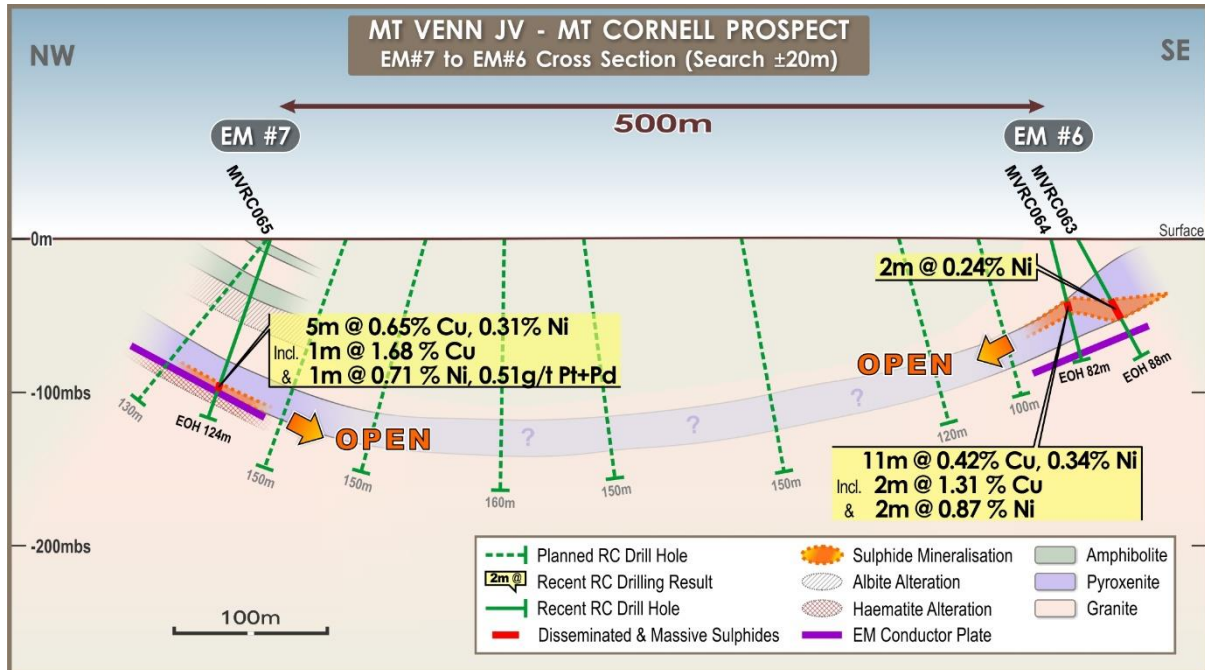 MT VENN JV - MT CORNELL PROSPECT
EM#7 to EM#6 Cross Section (Search ±20m)
NW
SE
500m
EM #7
EM #6
MVRC065
MVRC064
MVRC063
0m
Surface
2m @ 0.24% Ni
5m @ 0.65% Cu, 0.31% Ni
Incl. 1m @ 1.68 % Cu
& 1m @ 0.71 % Ni, 0.51g/t Pt+Pd
OPEN
OPEN
-100mbs
130m
EOH 124m
150m
150m
160m
150m
150m
120m
100m
EOH 82m
EOH 88m
?
?
?
11m @ 0.42% Cu, 0.34% Ni
Incl. 2m @ 1.31 % Cu
& 2m @ 0.87 % Ni
-200mbs
100m
Planned RC Drill Hole
2m @ Recent RC Drilling Result
Recent RC Drill Hole
Disseminated & Massive Sulphides
Sulphide Mineralisation
Albite Alteration
Haematite Alteration
EM Conductor Plate
Amphibolite
Pyroxenite
Granite